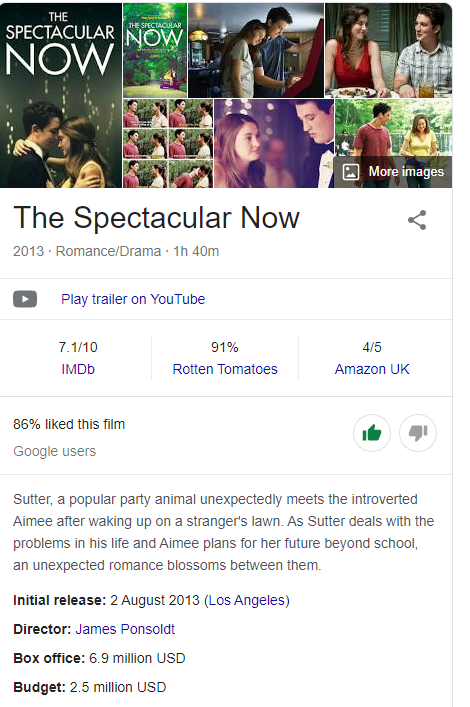 THE
SPECTACULAR
NOW
THE SPECTACULAR
NOW
More images
The Spectacular Now
2013 · Romance/Drama · 1h 40m
Play trailer on YouTube
7.1/10 91% 4/5
IMDb Rotten Tomatoes Amazon UK
86% liked this film
Google users
Sutter, a popular party animal unexpectedly meets the introverted
Aimee after waking up on a stranger's lawn. As Sutter deals with the
problems in his life and Aimee plans for her future beyond school,
an unexpected romance blossoms between them.
Initial release: 2 August 2013 (Los Angeles)
Director: James Ponsoldt
Box office: 6.9 million USD
Budget: 2.5 million USD